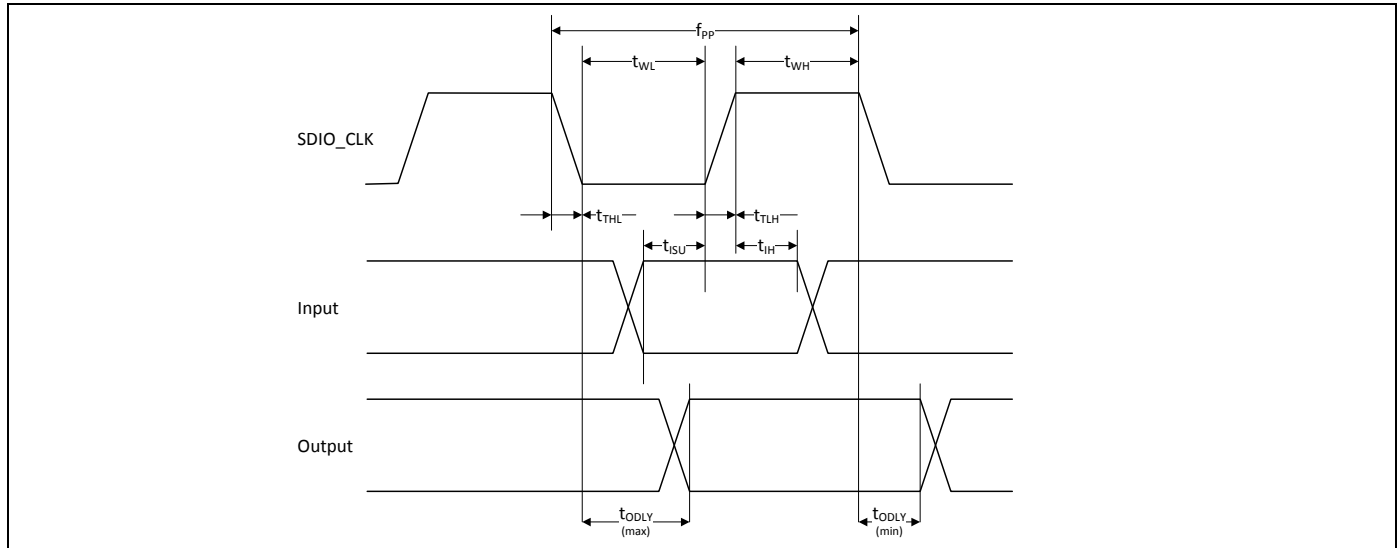 fPP
tWL
tWH
SDIO_CLK
tTHL
tTLH
tISU
tIH
Input
Output
tODLY
(max)
tODLY
(min)